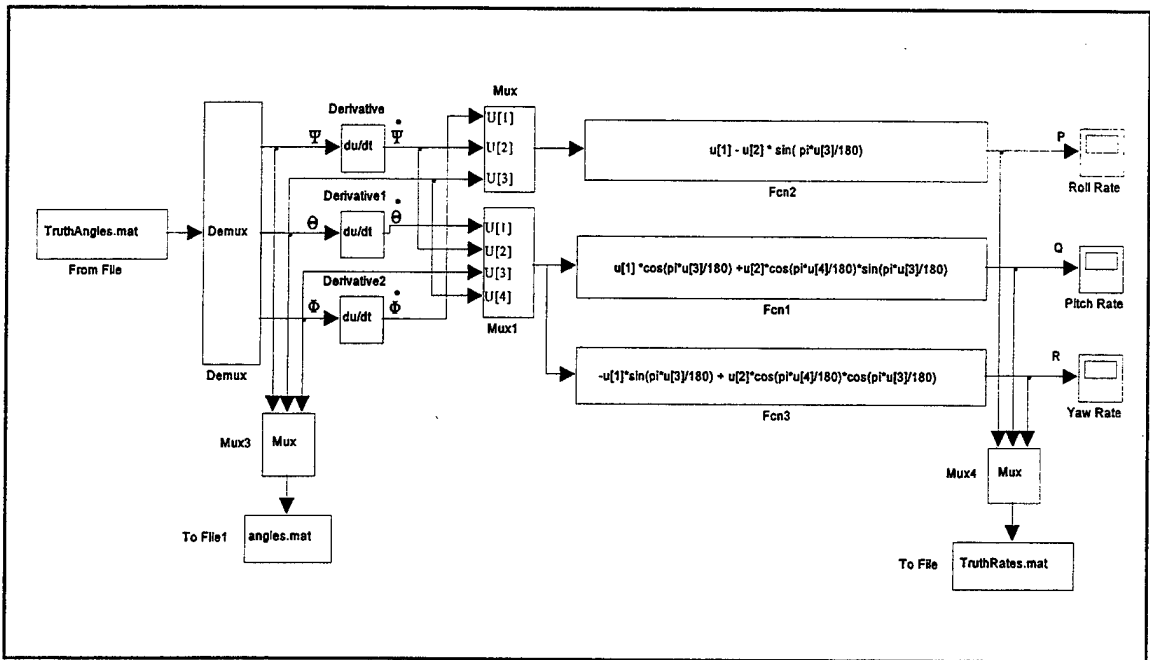 Mux
Derivative
Ψ
du/dt
Ψ̇
U[1]
U[2]
U[3]
u[1] - u[2] * sin( pi*u[3]/180)
Fcn2
P
Roll Rate
Derivative1
TruthAngles.mat
From File
Demux
Θ
du/dt
Θ̇
U[1]
U[2]
U[3]
U[4]
Mux1
u[1] *cos(pi*u[3]/180) +u[2]*cos(pi*u[4]/180)*sin(pi*u[3]/180)
Fcn1
Q
Pitch Rate
Derivative2
Φ
du/dt
Φ̇
Demux
-u[1]*sin(pi*u[3]/180) + u[2]*cos(pi*u[4]/180)*cos(pi*u[3]/180)
Fcn3
R
Yaw Rate
Mux3
Mux
Mux4
Mux
To File1
angles.mat
To File
TruthRates.mat